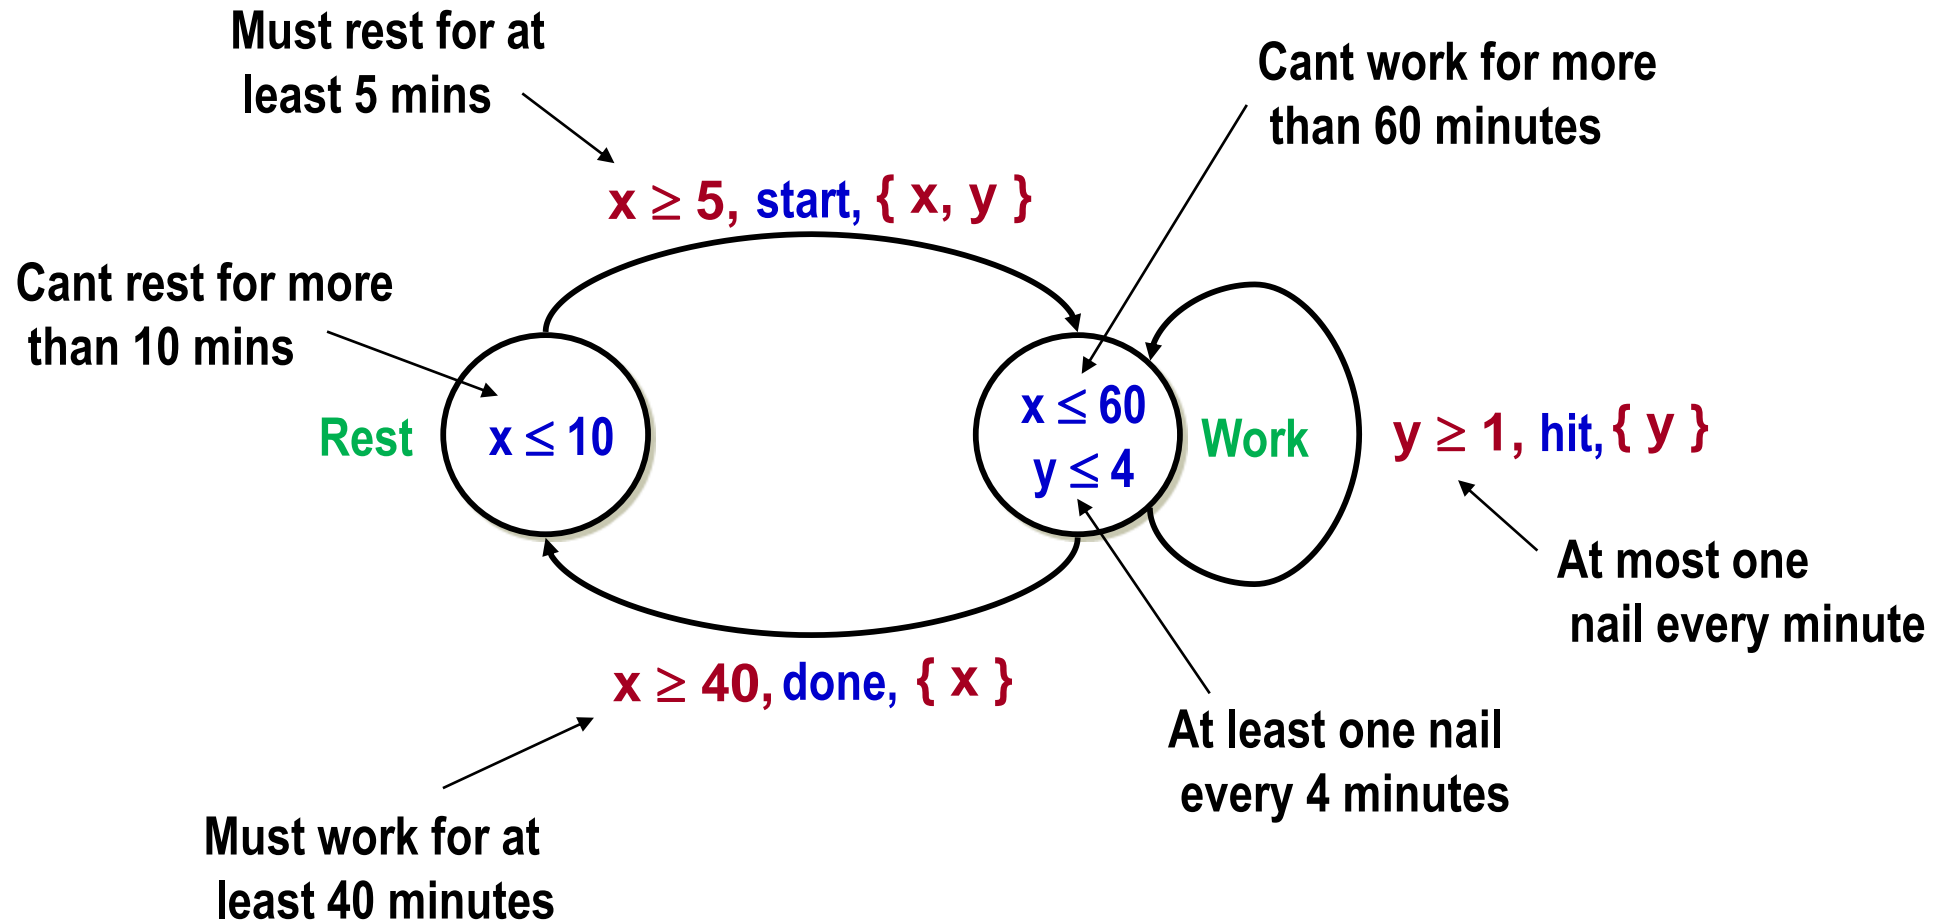 Must rest for at
least 5 mins
Cant work for more
than 60 minutes
x ≥ 5, start, { x, y }
Cant rest for more
than 10 mins
Rest
x ≤ 10
x ≤ 60
y ≤ 4
Work
y ≥ 1, hit, { y }
At most one
nail every minute
x ≥ 40, done, { x }
At least one nail
every 4 minutes
Must work for at
least 40 minutes